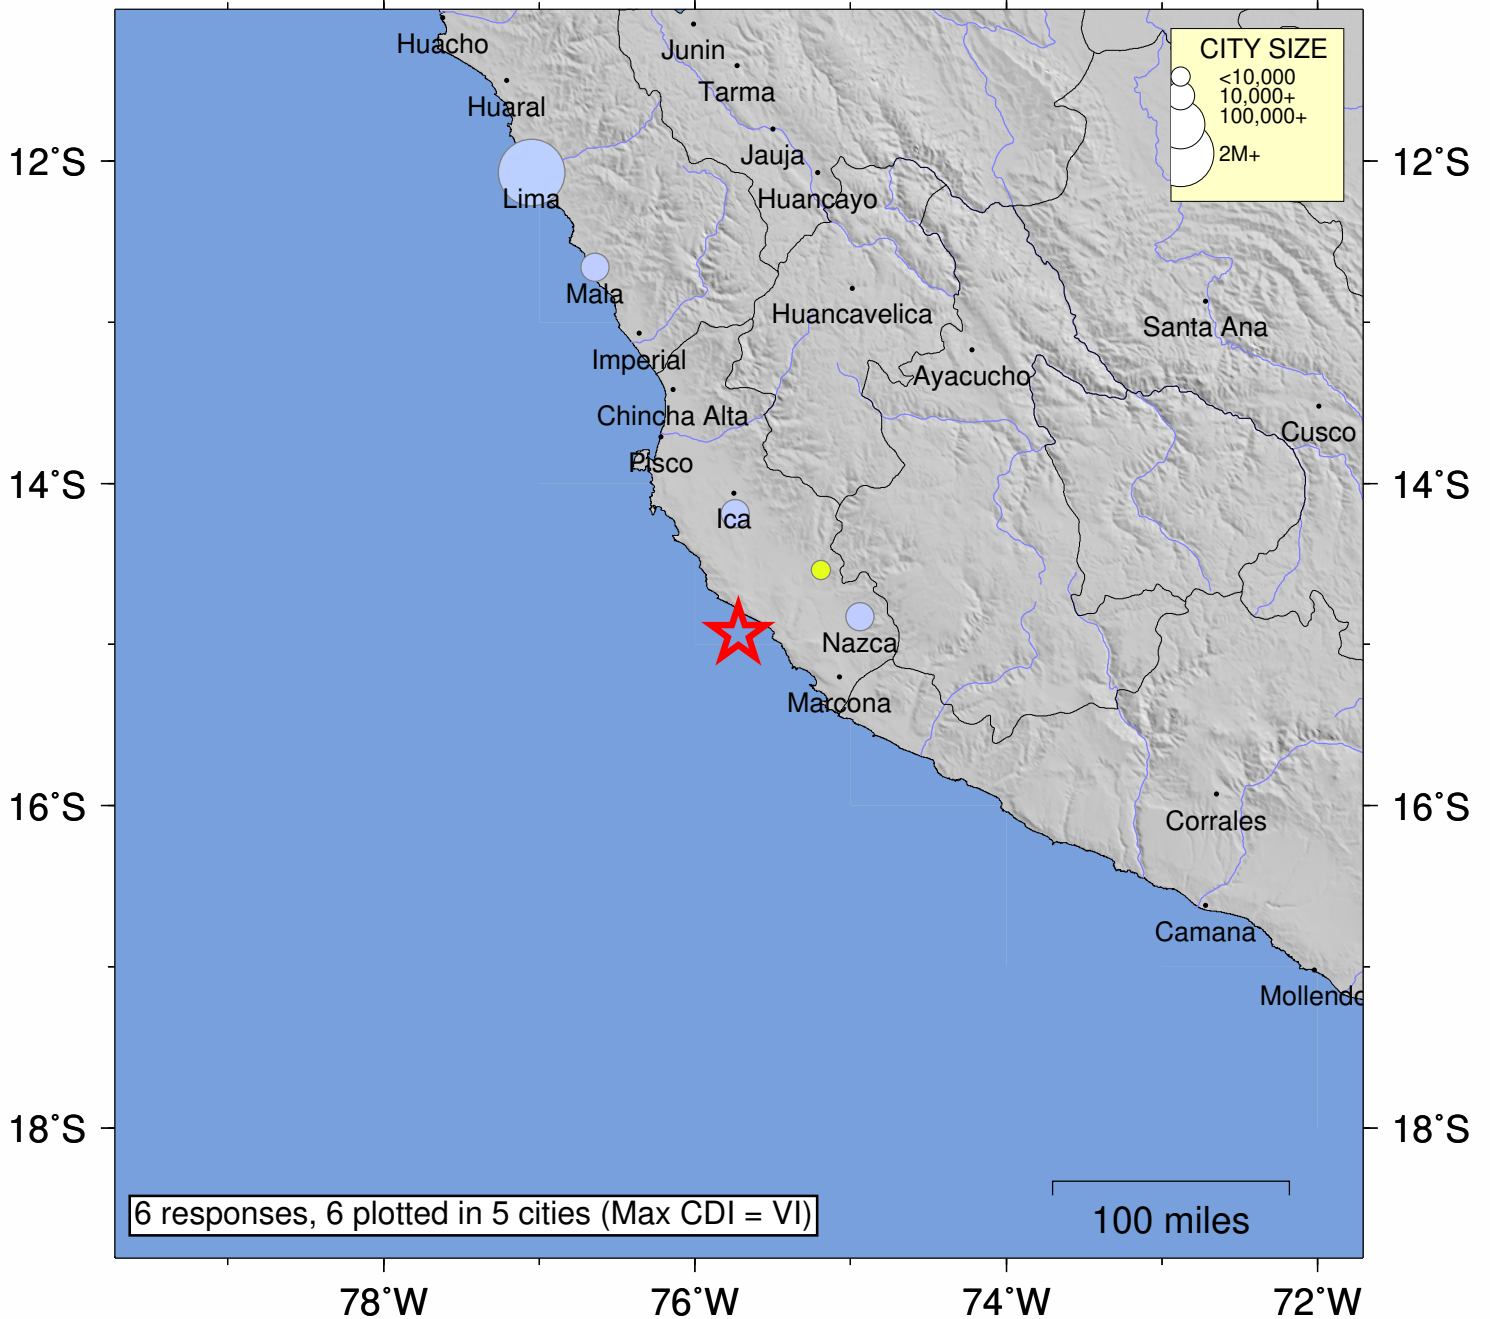 Huacho
Junin
CITY SIZE
<10,000
10,000+
100,000+
2M+
Tarma
Huaral
Jauja
12°S
12°S
Lima
Huancayo
Mala
Huancavelica
Santa Ana
Imperial
Ayacucho
Chincha Alta
Cusco
Pisco
14°S
14°S
Ica
Nazca
Marcona
16°S
16°S
Corrales
Camana
Mollendo
18°S
18°S
6 responses, 6 plotted in 5 cities (Max CDI = VI)
100 miles
78°W
76°W
74°W
72°W